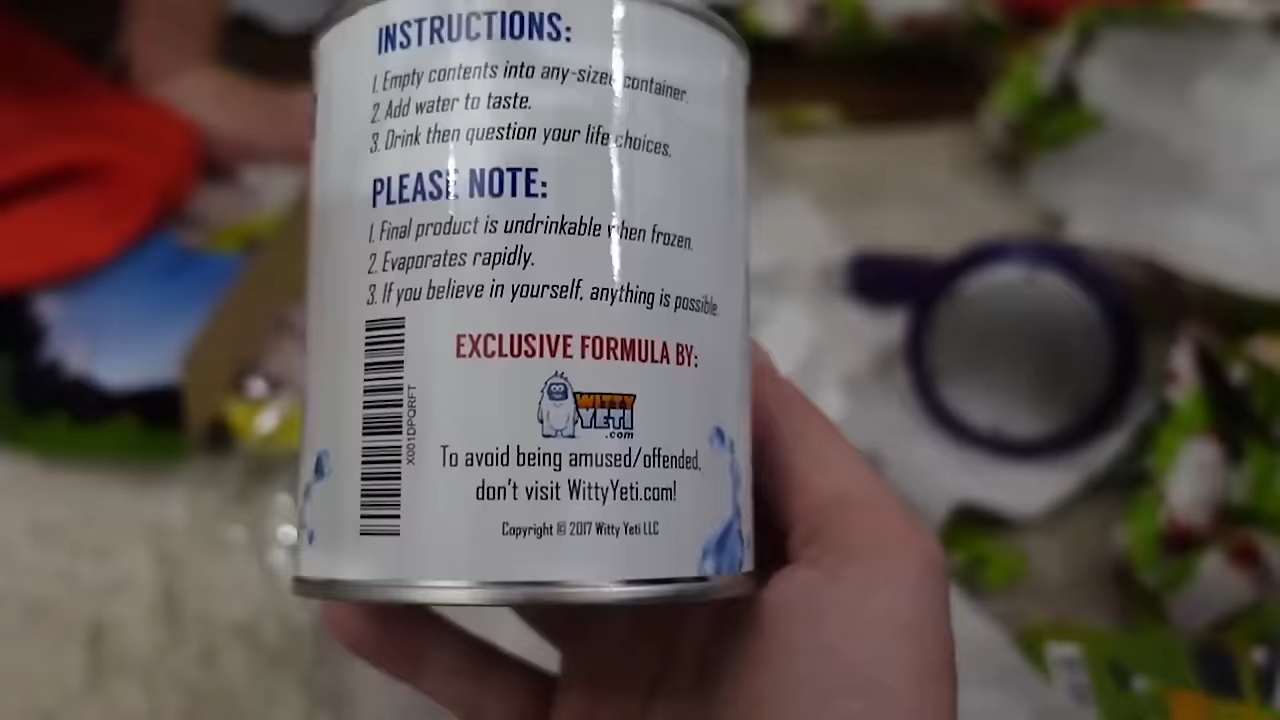 INSTRUCTIONS:
1. Empty contents into any-sized container.
2. Add water to taste.
3. Drink then question your life choices.
PLEASE NOTE:
1. Final product is undrinkable when frozen.
2. Evaporates rapidly.
3. If you believe in yourself, anything is possible.
EXCLUSIVE FORMULA BY:
WITTY
YETI
.com
X001DPQRFT
To avoid being amused/offended,
don't visit WittyYeti.com!
Copyright © 2017 Witty Yeti LLC